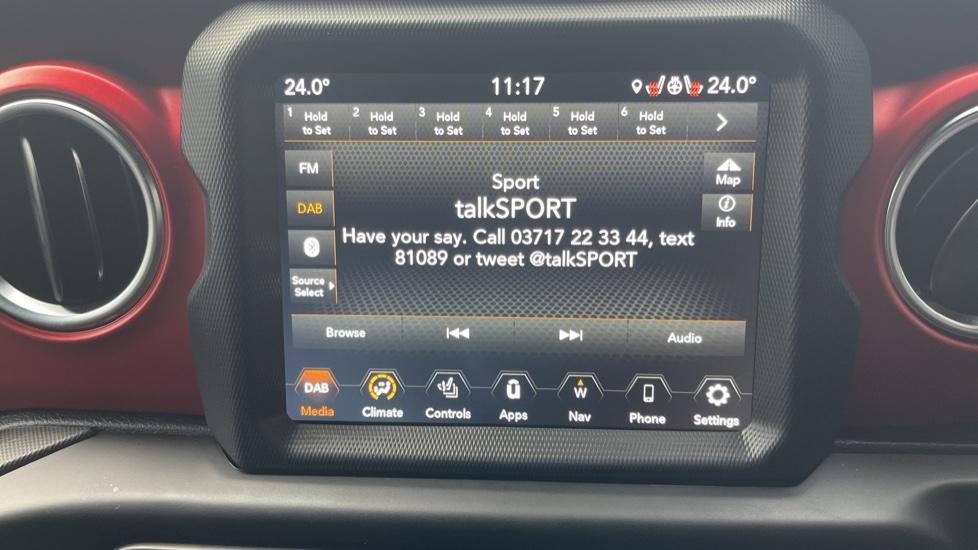 24.0° 11:17 24.0°
1 Hold to Set 2 Hold to Set 3 Hold to Set 4 Hold to Set 5 Hold to Set 6 Hold to Set
FM
Map
DAB
Info
Source Select
Sport
talkSPORT
Have your say. Call 03717 22 33 44, text
81089 or tweet @talkSPORT
Browse Audio
DAB W
Media Climate Controls Apps Nav Phone Settings